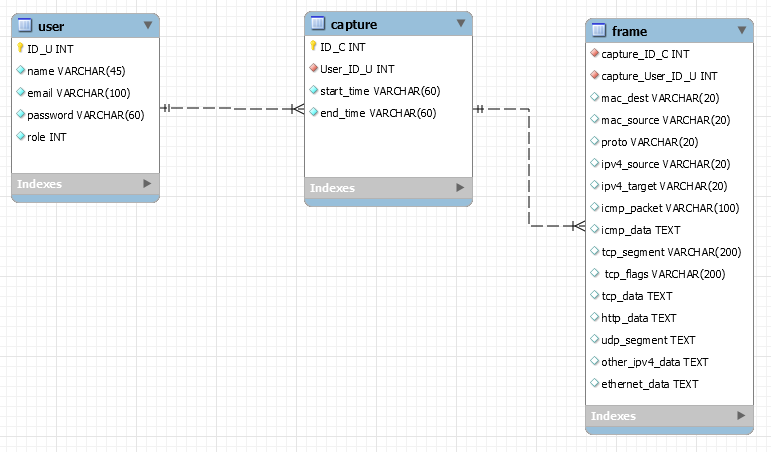 user
ID_U INT
name VARCHAR(45)
email VARCHAR(100)
password VARCHAR(60)
role INT
Indexes
capture
ID_C INT
User_ID_U INT
start_time VARCHAR(60)
end_time VARCHAR(60)
Indexes
frame
capture_ID_C INT
capture_User_ID_U INT
mac_dest VARCHAR(20)
mac_source VARCHAR(20)
proto VARCHAR(20)
ipv4_source VARCHAR(20)
ipv4_target VARCHAR(20)
icmp_packet VARCHAR(100)
icmp_data TEXT
tcp_segment VARCHAR(200)
tcp_flags VARCHAR(200)
tcp_data TEXT
http_data TEXT
udp_segment TEXT
other_ipv4_data TEXT
ethernet_data TEXT
Indexes